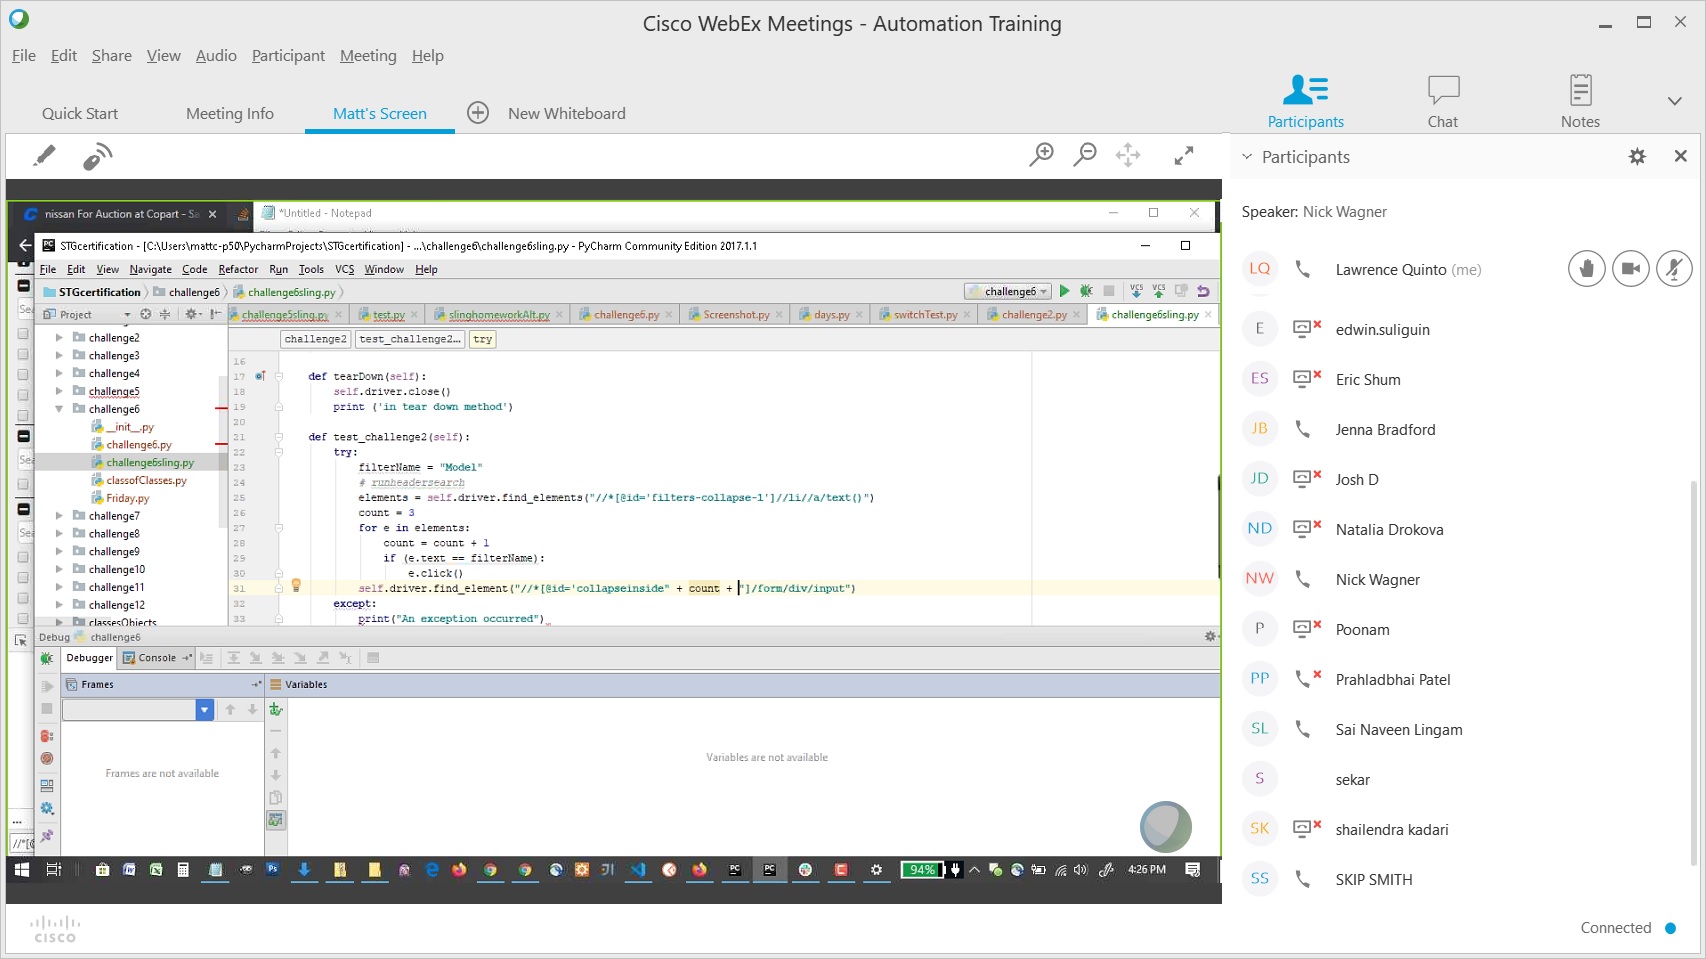 Cisco WebEx Meetings - Automation Training
File Edit Share View Audio Participant Meeting Help
Quick Start Meeting Info Matt's Screen New Whiteboard
Participants Chat Notes
nissan For Auction at Copart - Sa
*Untitled - Notepad
STGcertification - [C:\Users\mattc-p50\PycharmProjects\STGcertification] - ...\challenge6\challenge6sling.py - PyCharm Community Edition 2017.1.1
File Edit View Navigate Code Refactor Run Tools VCS Window Help
STGcertification challenge6 challenge6sling.py
challenge6
VCS VCS
Project
challenge5sling.py test.py slinghomeworkAlt.py challenge6.py Screenshot.py days.py switchTest.py challenge2.py challenge6sling.py
challenge2 test_challenge2... try
challenge2
challenge3
challenge4
challenge5
challenge6
__init__.py
challenge6.py
challenge6sling.py
classofClasses.py
Friday.py
challenge7
challenge8
challenge9
challenge10
challenge11
challenge12
classesObjects
16
17 def tearDown(self):
18 self.driver.close()
19 print ('in tear down method')
20
21 def test_challenge2(self):
22 try:
23 filterName = "Model"
24 # runheadersearch
25 elements = self.driver.find_elements("//*[@id='filters-collapse-1']//li//a/text()")
26 count = 3
27 for e in elements:
28 count = count + 1
29 if (e.text == filterName):
30 e.click()
31 self.driver.find_element("//*[@id='collapseinside" + count + "]/form/div/input")
32 except:
33 print("An exception occurred")
Debug challenge6
Debugger Console
Frames
Variables
Frames are not available
Variables are not available
94%
4:26 PM
CISCO
Participants
Speaker: Nick Wagner
LQ Lawrence Quinto (me)
E edwin.suliguin
ES Eric Shum
JB Jenna Bradford
JD Josh D
ND Natalia Drokova
NW Nick Wagner
P Poonam
PP Prahladbhai Patel
SL Sai Naveen Lingam
S sekar
SK shailendra kadari
SS SKIP SMITH
Connected